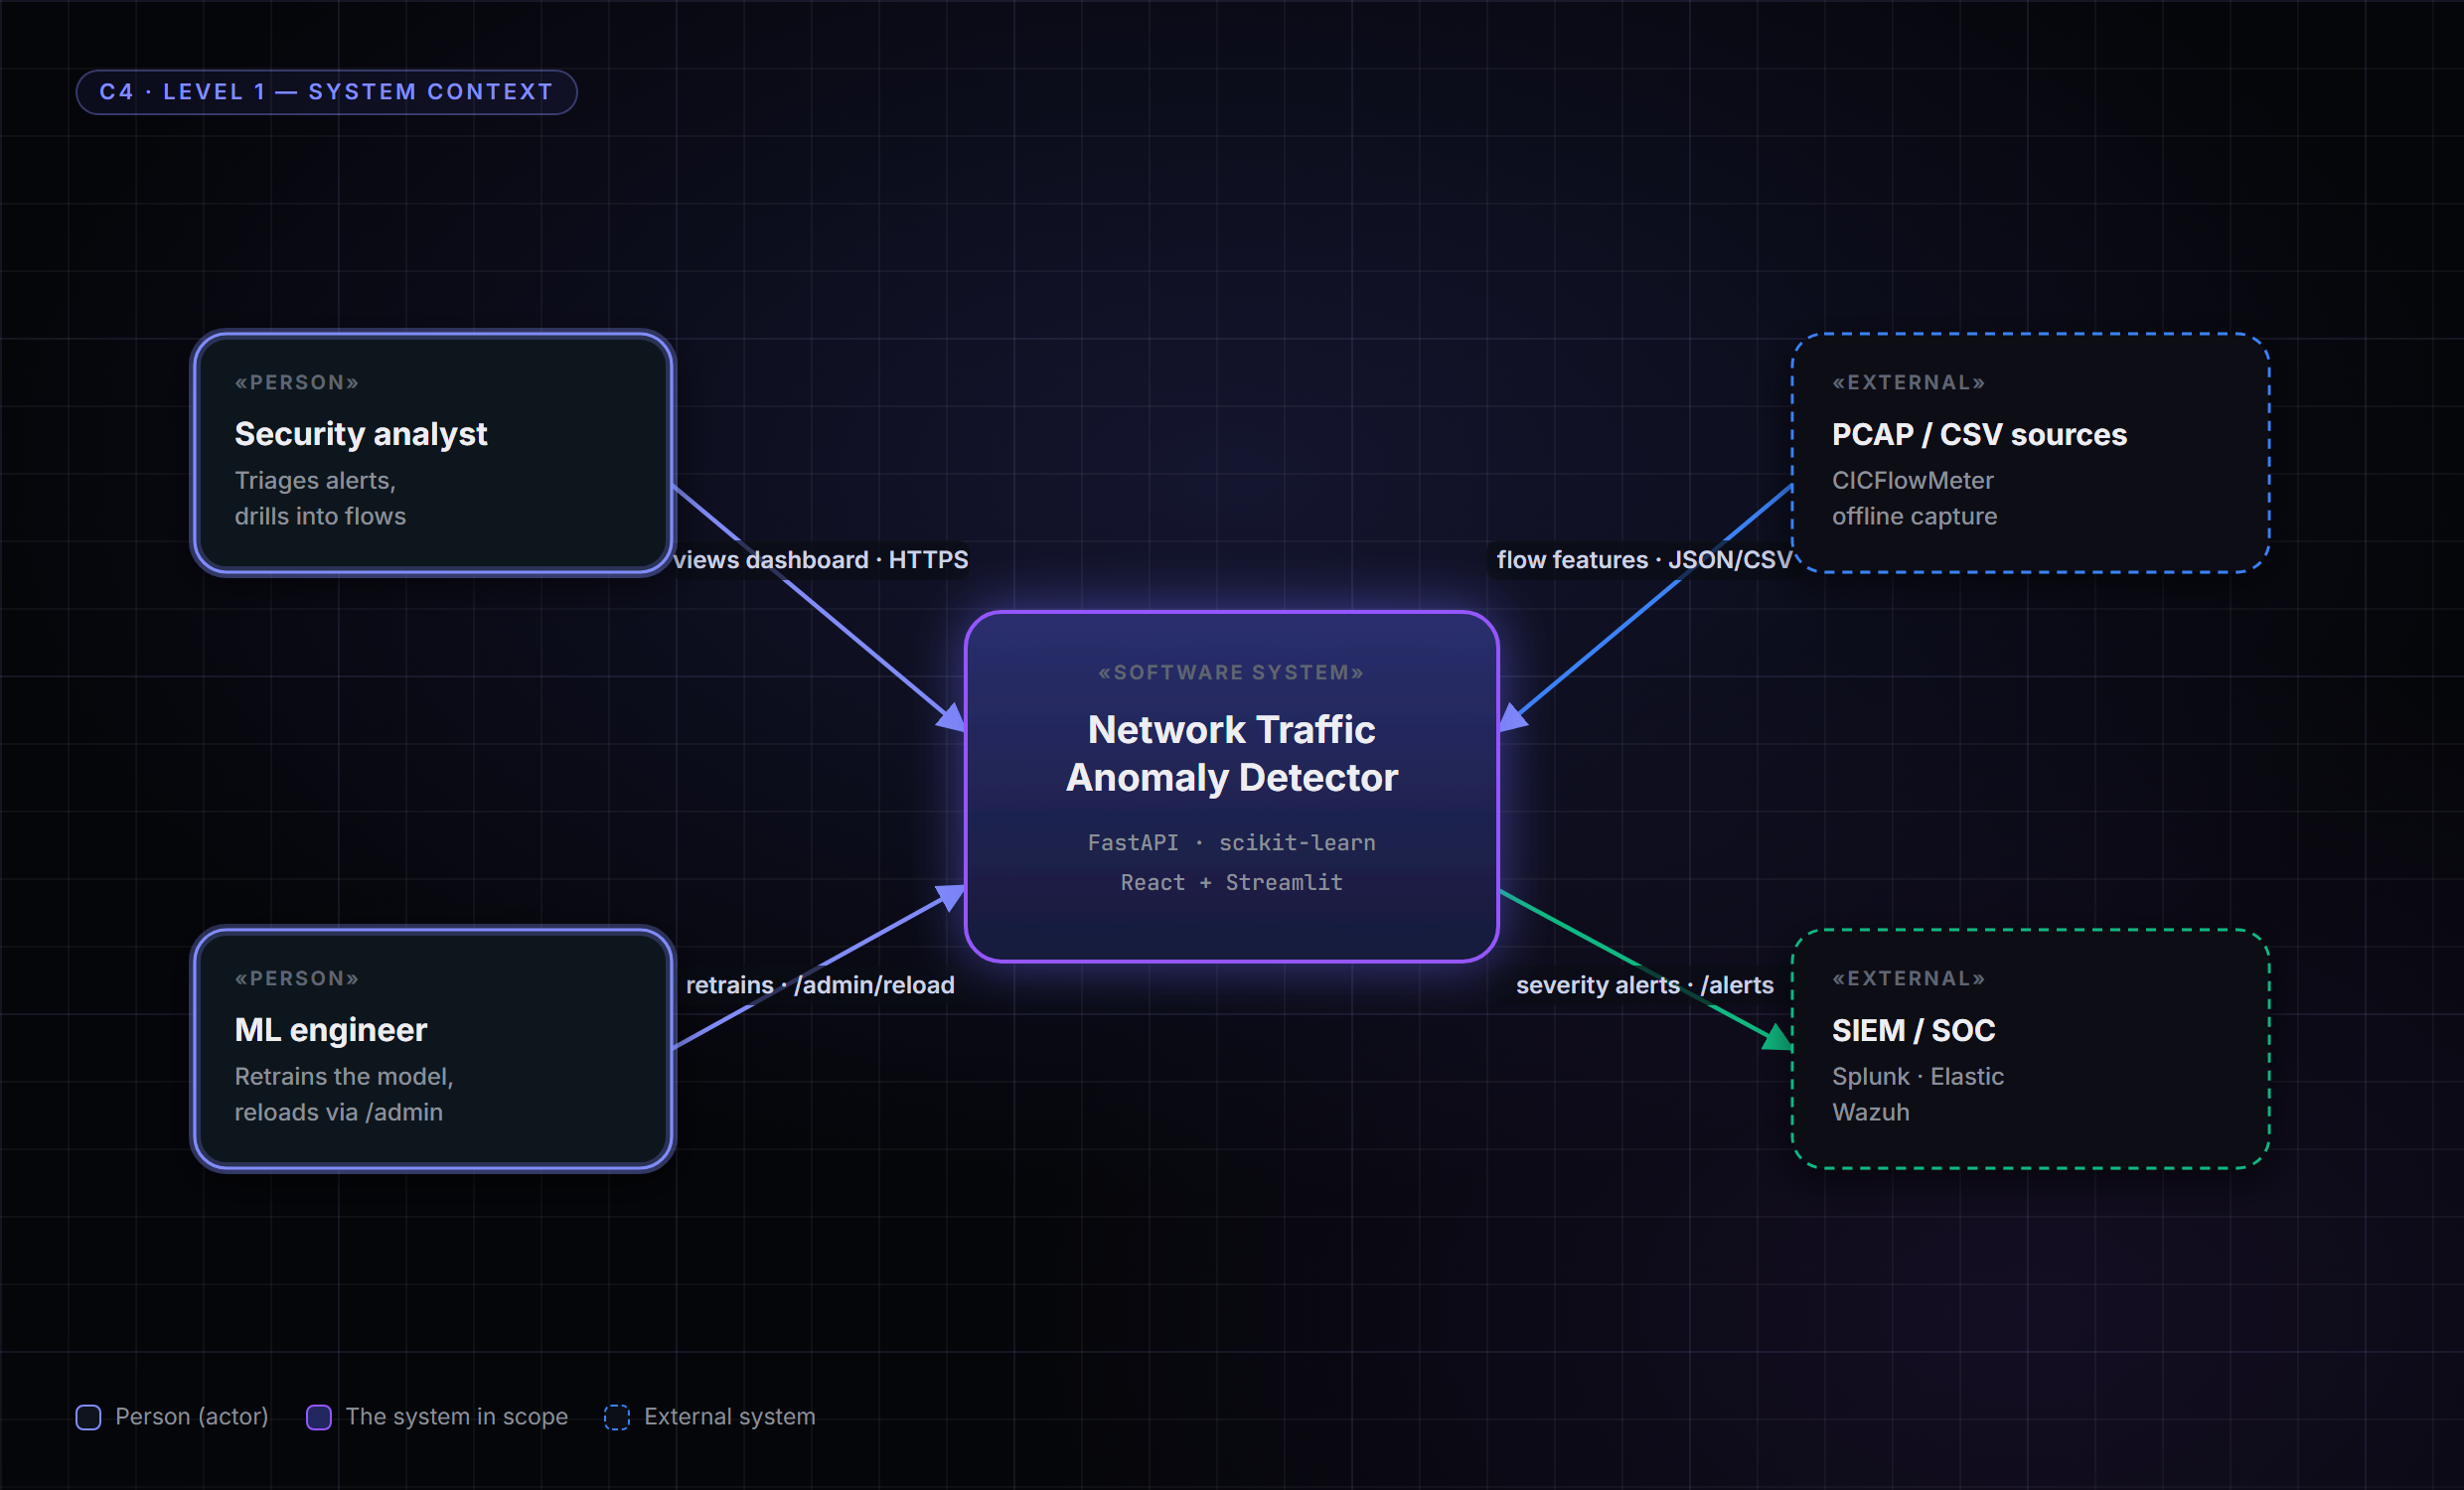 C4 · LEVEL 1 — SYSTEM CONTEXT
«PERSON»
Security analyst
Triages alerts,
drills into flows
«EXTERNAL»
PCAP / CSV sources
CICFlowMeter
offline capture
views dashboard · HTTPS
flow features · JSON/CSV
«SOFTWARE SYSTEM»
Network Traffic
Anomaly Detector
FastAPI · scikit-learn
React + Streamlit
retrains · /admin/reload
severity alerts · /alerts
«PERSON»
ML engineer
Retrains the model,
reloads via /admin
«EXTERNAL»
SIEM / SOC
Splunk · Elastic
Wazuh
Person (actor)
The system in scope
External system